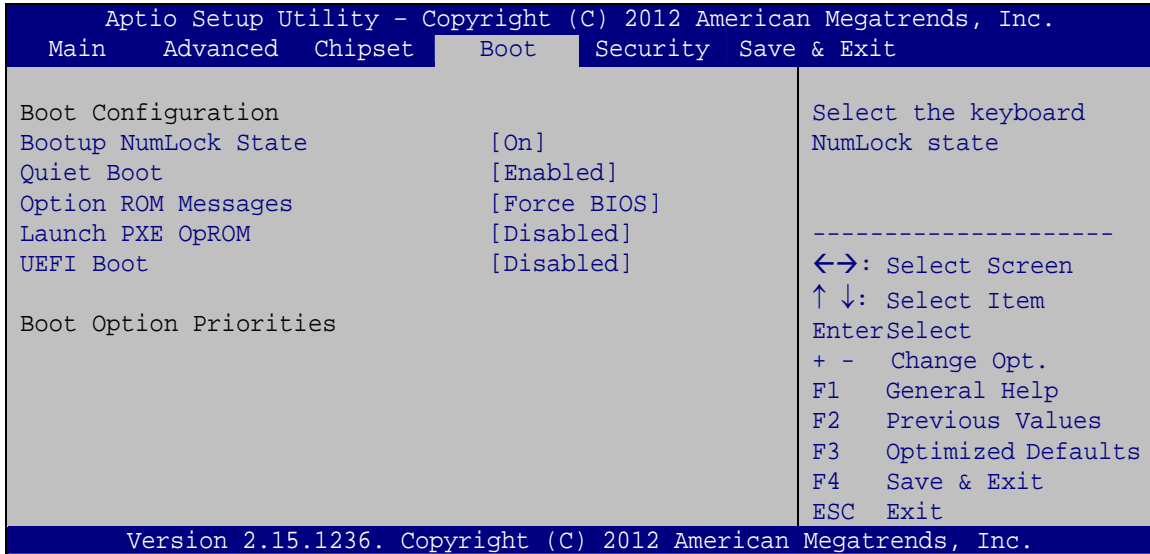 Aptio Setup Utility – Copyright (C) 2012 American Megatrends, Inc.
Main Advanced Chipset Boot Security Save & Exit
Boot Configuration
Bootup NumLock State [On]
Quiet Boot [Enabled]
Option ROM Messages [Force BIOS]
Launch PXE OpROM [Disabled]
UEFI Boot [Disabled]
Boot Option Priorities
Select the keyboard
NumLock state
---------------------
←→: Select Screen
↑ ↓: Select Item
EnterSelect
+ - Change Opt.
F1 General Help
F2 Previous Values
F3 Optimized Defaults
F4 Save & Exit
ESC Exit
Version 2.15.1236. Copyright (C) 2012 American Megatrends, Inc.